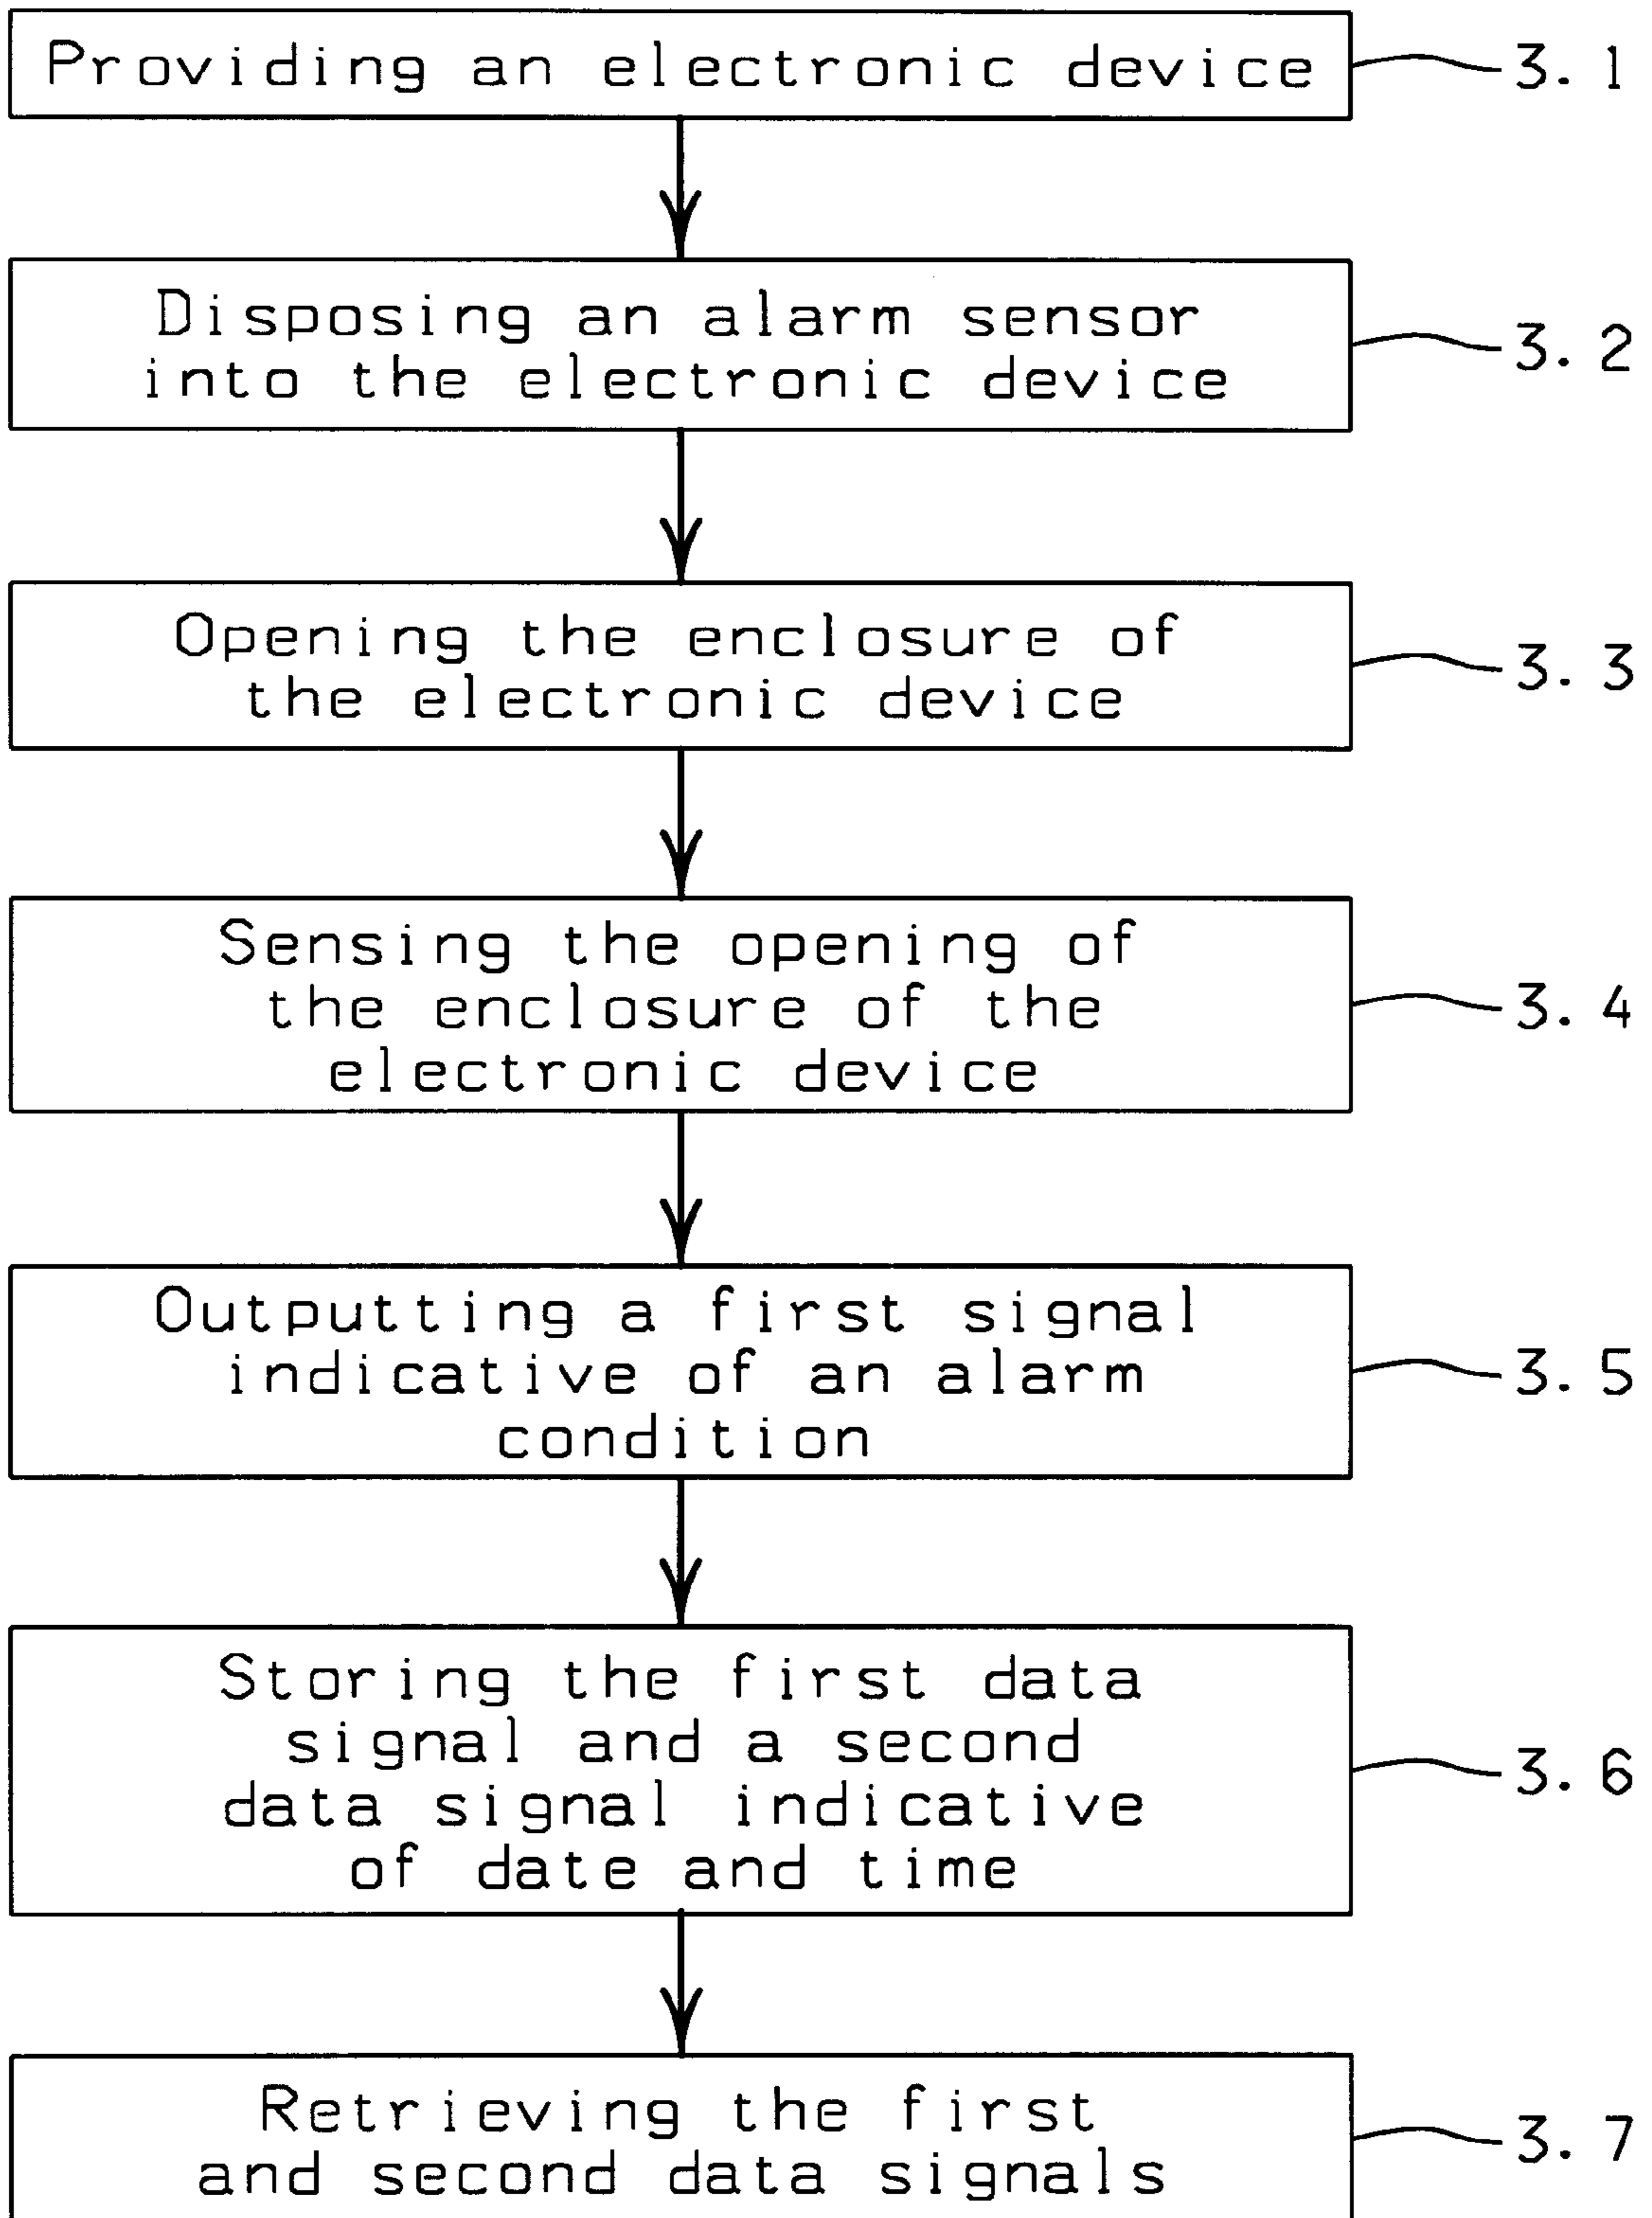 Providing an electronic device
3.1
Disposing an alarm sensor
into the electronic device
3.2
Opening the enclosure of
the electronic device
3.3
Sensing the opening of
the enclosure of the
electronic device
3.4
Outputting a first signal
indicative of an alarm
condition
3.5
Storing the first data
signal and a second
data signal indicative
of date and time
3.6
Retrieving the first
and second data signals
3.7